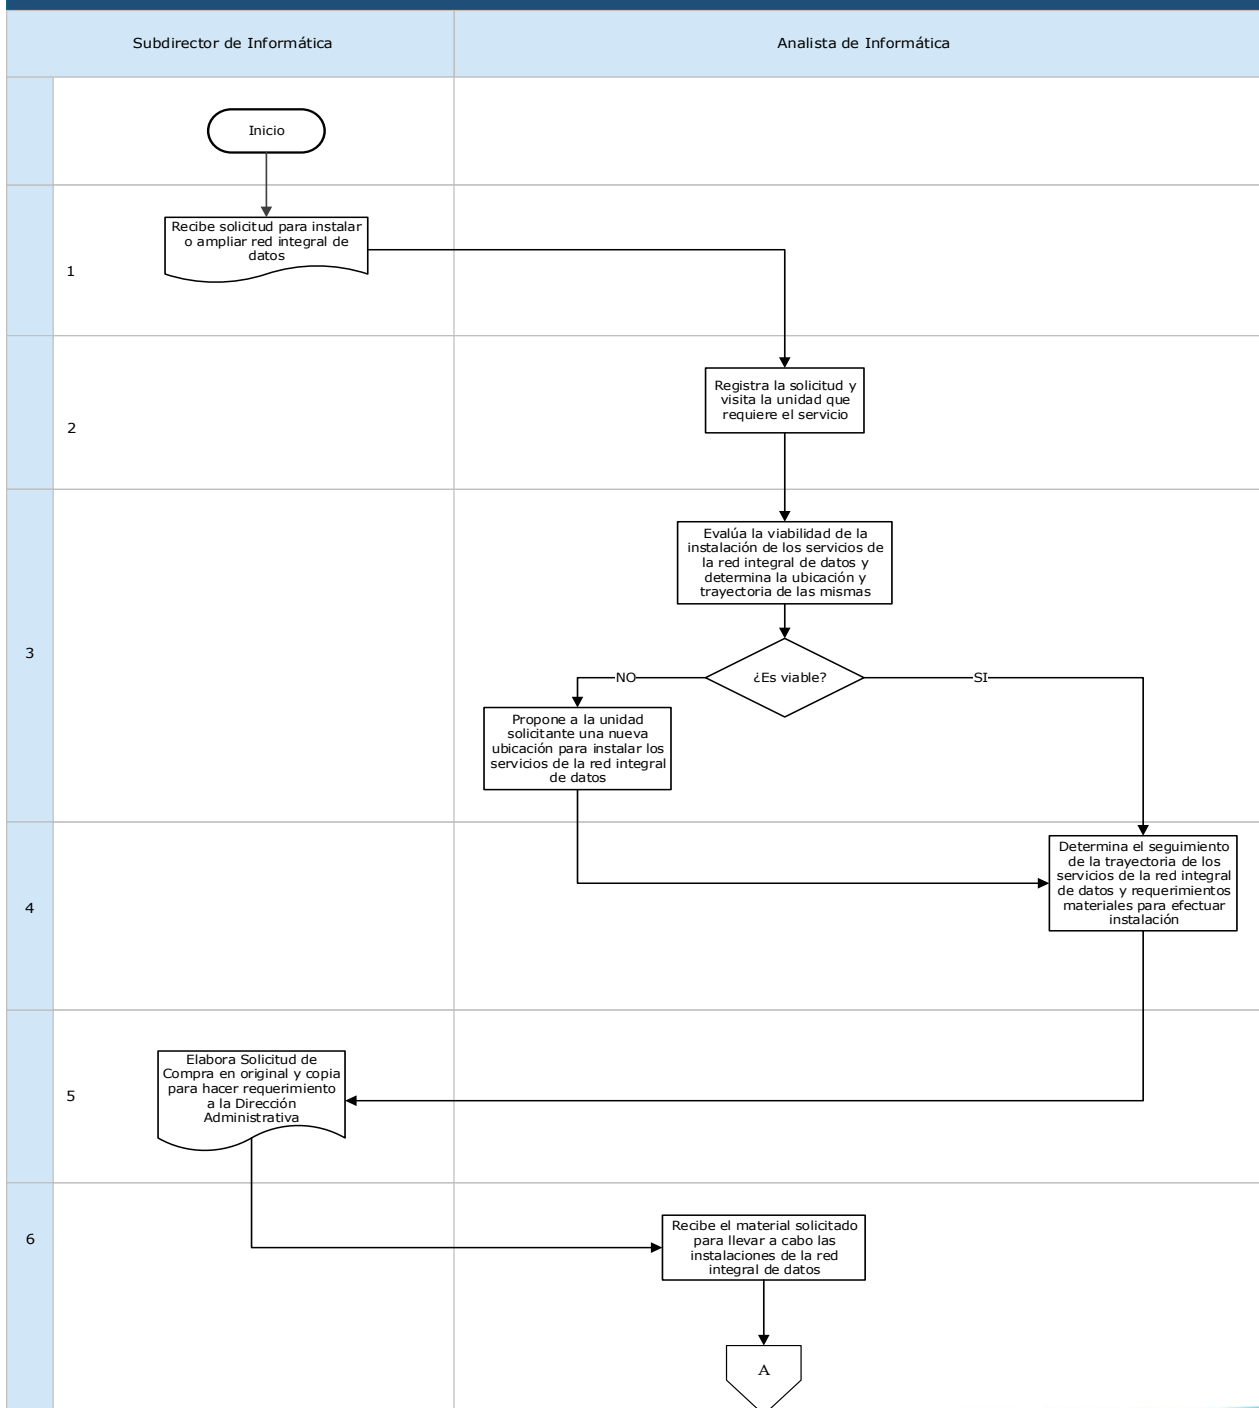 Subdirector de Informática
Analista de Informática
Inicio
1
Recibe solicitud para instalar
o ampliar red integral de
datos
2
Registra la solicitud y
visita la unidad que
requiere el servicio
3
Evalúa la viabilidad de la
instalación de los servicios de
la red integral de datos y
determina la ubicación y
trayectoria de las mismas
¿Es viable?
NO
SI
Propone a la unidad
solicitante una nueva
ubicación para instalar los
servicios de la red integral
de datos
4
Determina el seguimiento
de la trayectoria de los
servicios de la red integral
de datos y requerimientos
materiales para efectuar
instalación
5
Elabora Solicitud de
Compra en original y copia
para hacer requerimiento
a la Dirección
Administrativa
6
Recibe el material solicitado
para llevar a cabo las
instalaciones de la red
integral de datos
A